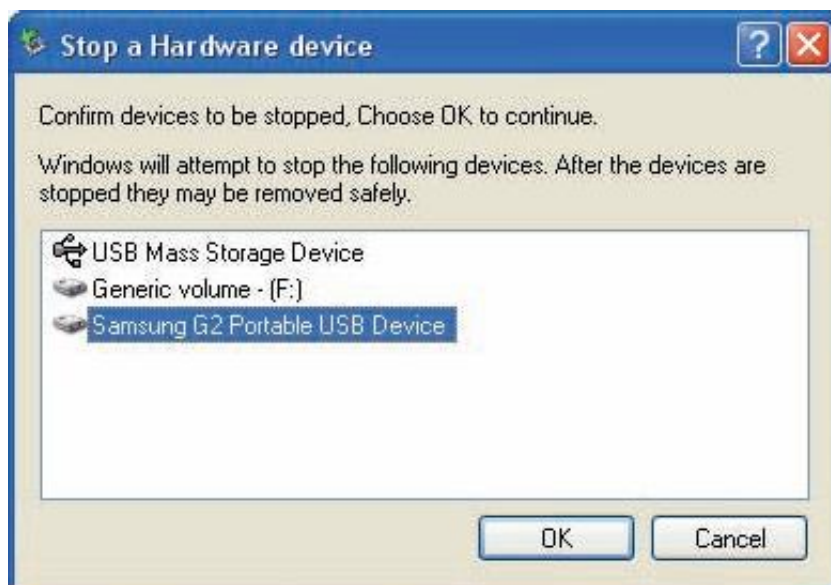 Stop a Hardware device
Confirm devices to be stopped, Choose OK to continue.
Windows will attempt to stop the following devices. After the devices are
stopped they may be removed safely.
USB Mass Storage Device
Generic volume - (F:)
Samsung G2 Portable USB Device
OK Cancel